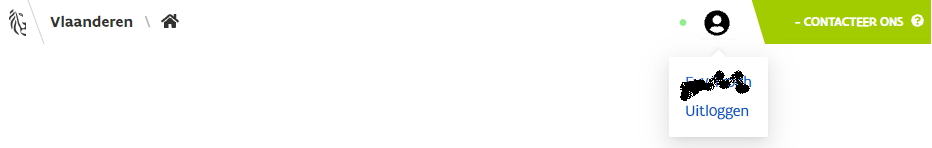 Vlaanderen \
- CONTACTEER ONS ?
Uitloggen